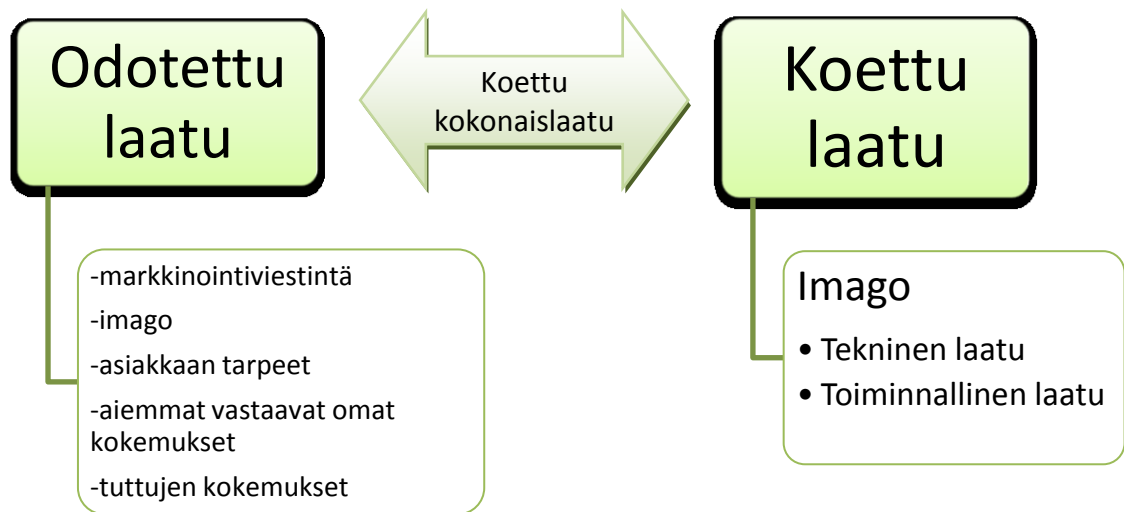 Odotettu
laatu
Koettu
kokonaislaatu
Koettu
laatu
-markkinointiviestintä
-imago
-asiakkaan tarpeet
-aiemmat vastaavat omat
kokemukset
-tuttujen kokemukset
Imago
• Tekninen laatu
• Toiminnallinen laatu